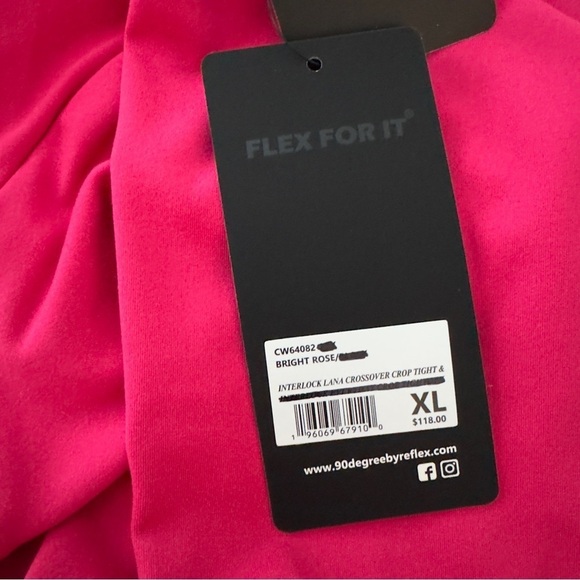 FLEX FOR IT®
CW64082
BRIGHT ROSE/
INTERLOCK LANA CROSSOVER CROP TIGHT &
XL
$118.00
1 96069 67910 0
www.90degreebyreflex.com